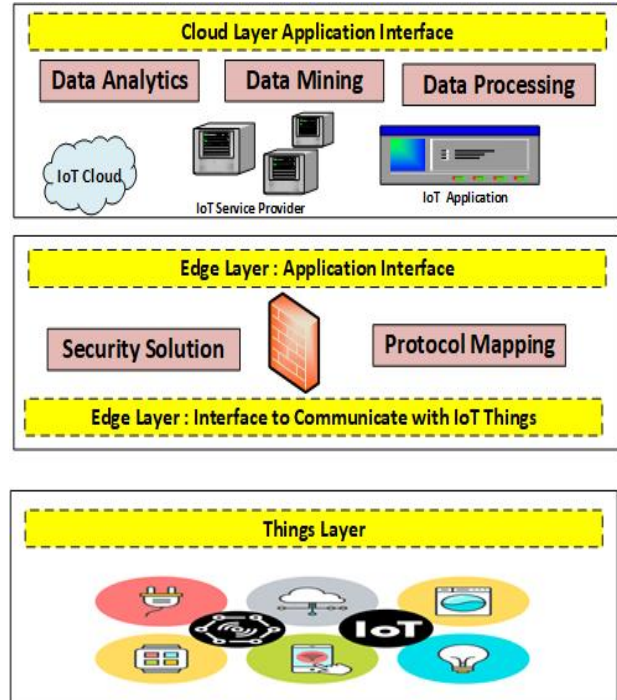 Cloud Layer Application Interface
Data Analytics
Data Mining
Data Processing
IoT Cloud
IoT Service Provider
IoT Application
Edge Layer : Application Interface
Security Solution
Protocol Mapping
Edge Layer : Interface to Communicate with IoT Things
Things Layer
IoT